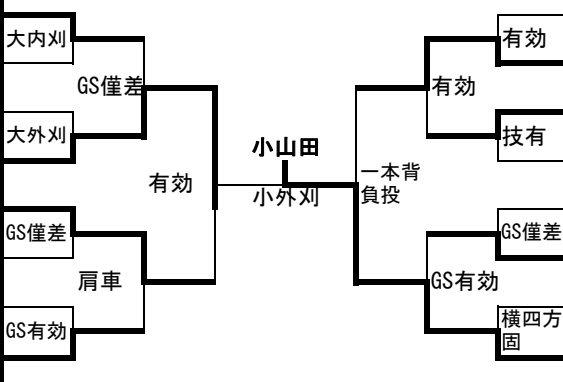 大内刈
GS僅差
大外刈
有効
GS僅差
肩車
GS有効
小山田
小外刈
一本背
負投
有効
有効
技有
GS僅差
GS有効
横四方
固